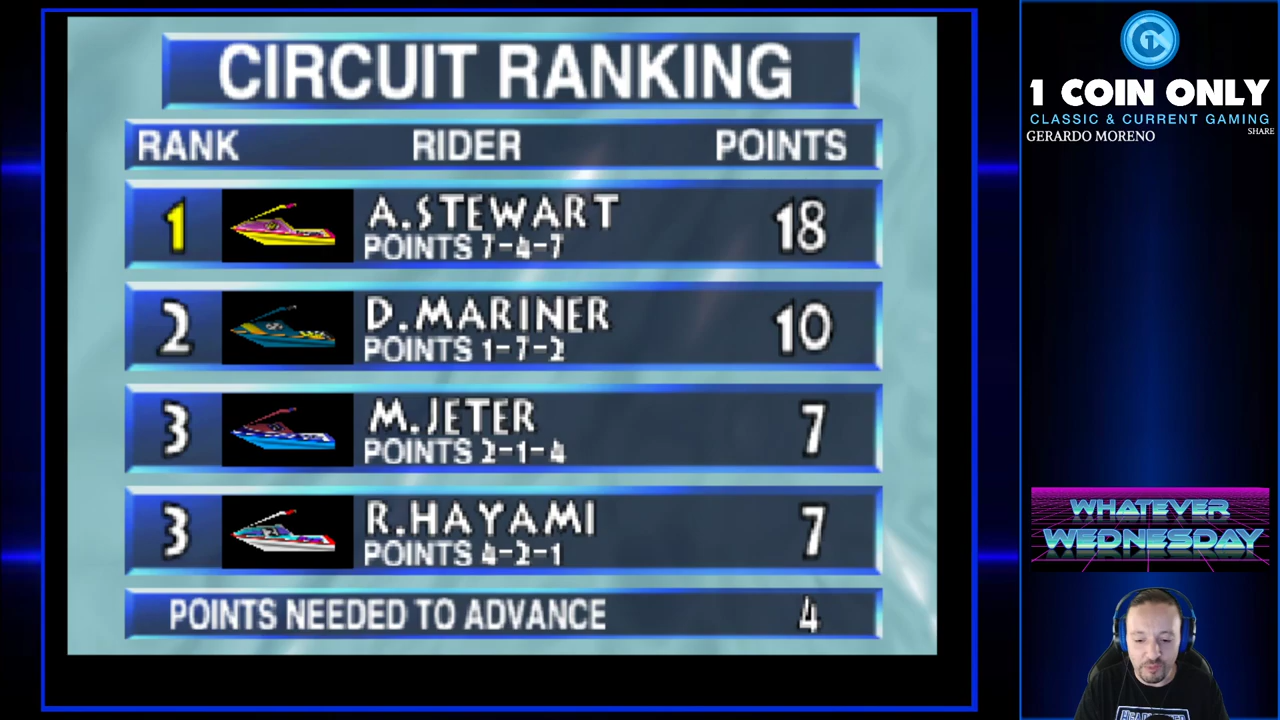 CIRCUIT RANKING
RANK RIDER POINTS
1 A.STEWART 18
POINTS 7-4-7
2 D.MARINER 10
POINTS 1-7-2
3 M.JETER 7
POINTS 2-1-4
3 R.HAYAMI 7
POINTS 4-2-1
POINTS NEEDED TO ADVANCE 4
1 COIN ONLY
CLASSIC & CURRENT GAMING
SHARE
GERARDO MORENO
WHATEVER
WEDNESDAY